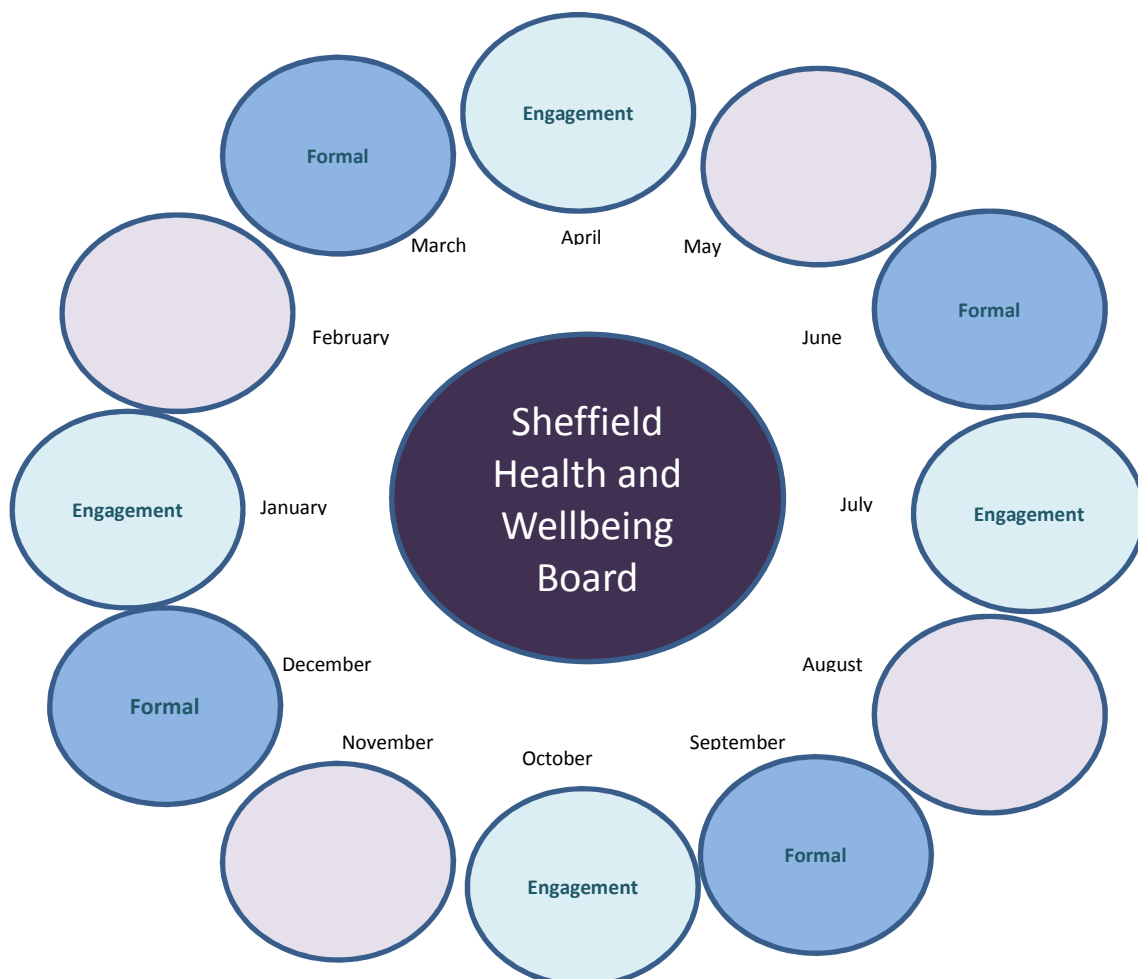 Engagement
Formal
April
March
May
February
June
Formal
Sheffield
Health and
Wellbeing
Board
Engagement
January
July
Engagement
December
August
Formal
November
October
September
Formal
Engagement